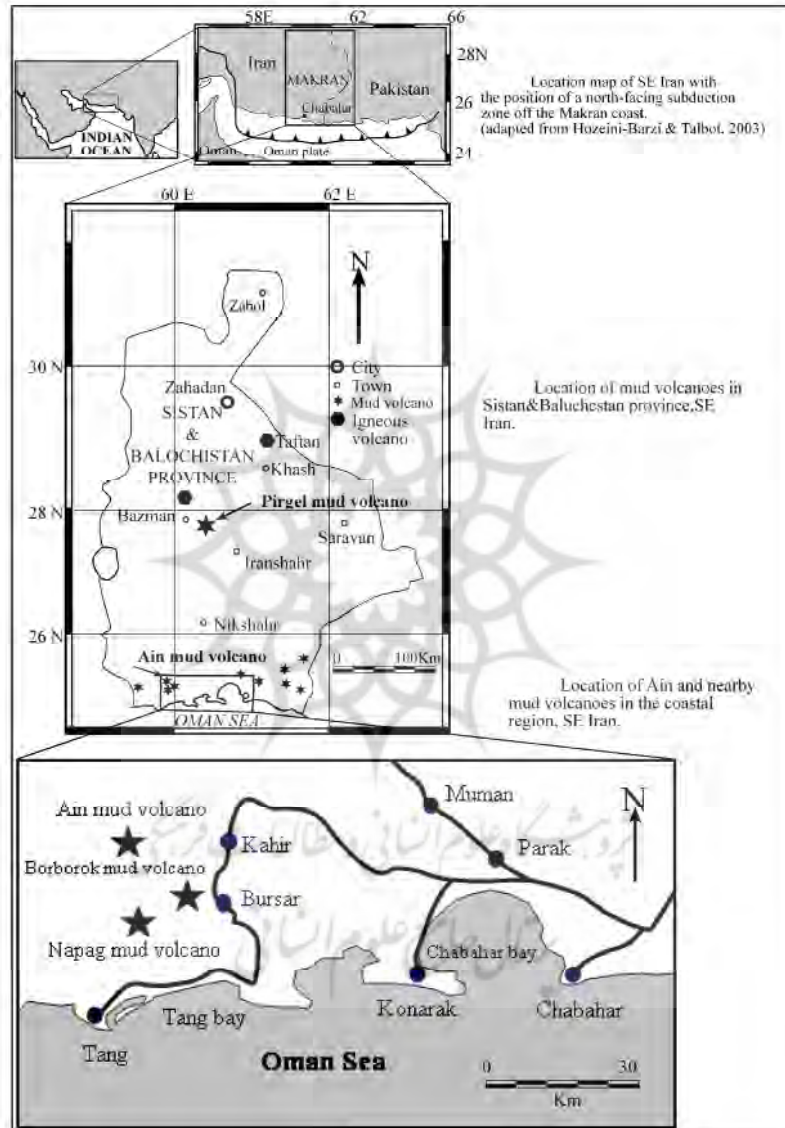 58E 62 66
28N
Iran
MAKRAN
Pakistan
26
25
Chabahar
24
Oman plate
INDIAN
OCEAN
Location map of SE Iran with
the position of a north-facing subduction
zone off the Makran coast.
(adapted from Hozeini-Barzi & Talbot. 2003)
60 E 62 E
N
Zabol
30
City
Town
Mud volcano
Igneous
volcano
Zahadan
SISTAN
&
BALOCHISTAN
PROVINCE
Taftan
Khash
28N
Pirgel mud volcano
Bazman
Saravan
Iranshahr
Nikshahr
26N
Ain mud volcano
0 100Km
OMAN SEA
Location of mud volcanoes in
Sistan&Baluchestan province,SE
Iran.
Location of Ain and nearby
mud volcanoes in the coastal
region, SE Iran.
Ain mud volcano
Muman
N
Kahir
Parak
Borborok mud volcano
Bursar
Napag mud volcano
Chabahar bay
Tang bay
Konarak
Chabahar
Tang
Oman Sea
0 30
Km